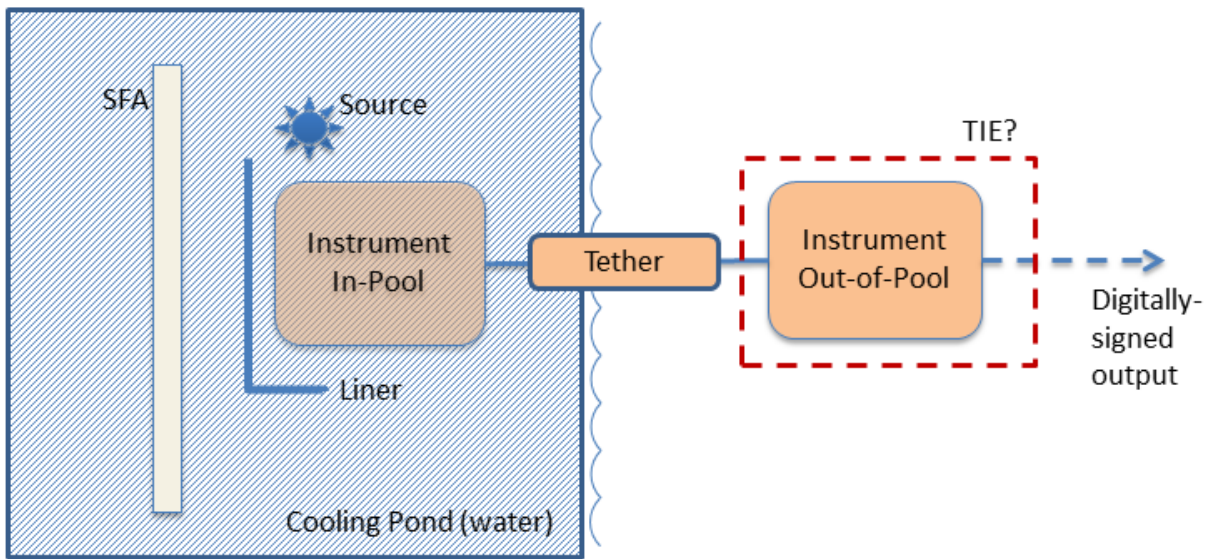 SFA
Source
Instrument
In-Pool
Liner
Cooling Pond (water)
Tether
TIE?
Instrument
Out-of-Pool
Digitally-
signed
output